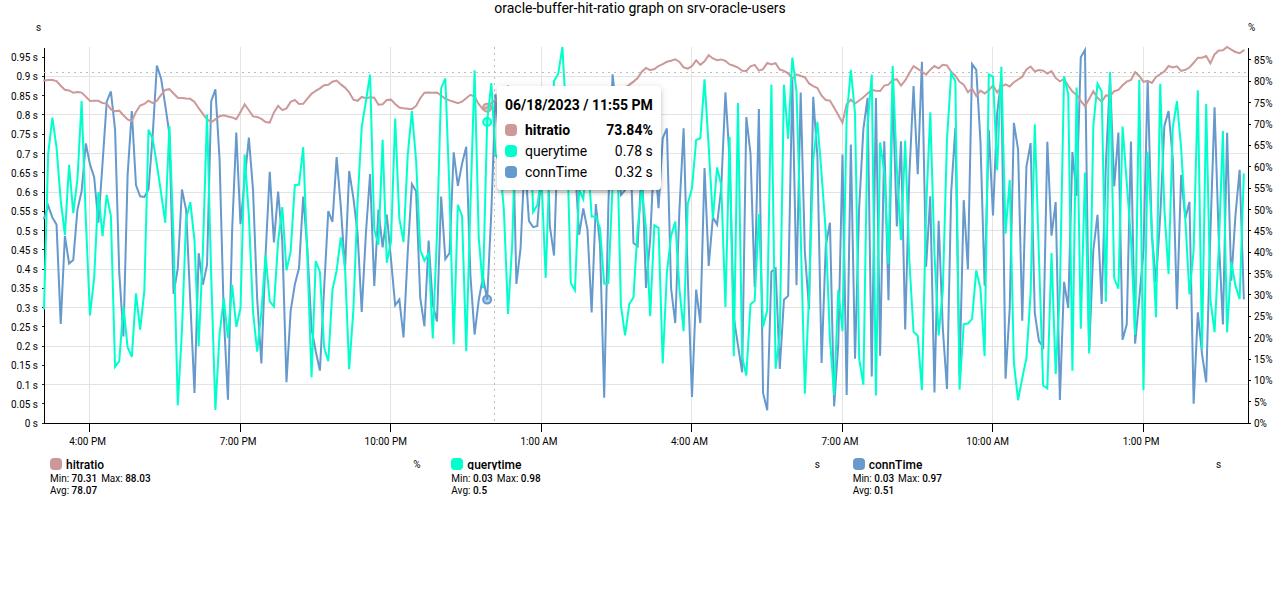 oracle-buffer-hit-ratio graph on srv-oracle-users
s
%
0.95 s
0.9 s
0.85 s
0.8 s
0.75 s
0.7 s
0.65 s
0.6 s
0.55 s
0.5 s
0.45 s
0.4 s
0.35 s
0.3 s
0.25 s
0.2 s
0.15 s
0.1 s
0.05 s
0 s
85%
80%
75%
70%
65%
60%
55%
50%
45%
40%
35%
30%
25%
20%
15%
10%
5%
0%
06/18/2023 / 11:55 PM
hitratio 73.84%
querytime 0.78 s
connTime 0.32 s
4:00 PM 7:00 PM 10:00 PM 1:00 AM 4:00 AM 7:00 AM 10:00 AM 1:00 PM
hitratio %
Min: 70.31 Max: 88.03
Avg: 78.07
querytime s
Min: 0.03 Max: 0.98
Avg: 0.5
connTime s
Min: 0.03 Max: 0.97
Avg: 0.51